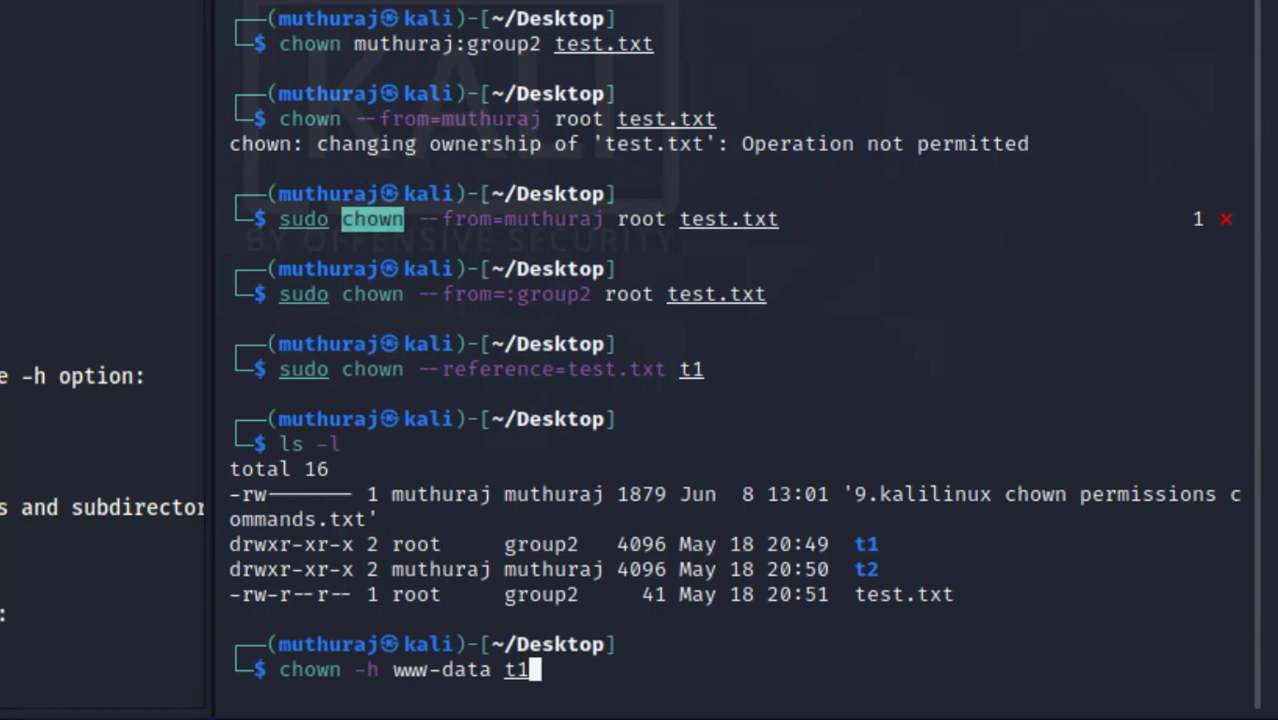 ┌──(muthuraj㉿kali)-[~/Desktop]
└─$ chown muthuraj:group2 test.txt
┌──(muthuraj㉿kali)-[~/Desktop]
└─$ chown --from=muthuraj root test.txt
chown: changing ownership of 'test.txt': Operation not permitted
┌──(muthuraj㉿kali)-[~/Desktop]
└─$ sudo chown --from=muthuraj root test.txt 1 ✗
BY OFFENSIVE SECURITY
┌──(muthuraj㉿kali)-[~/Desktop]
└─$ sudo chown --from=:group2 root test.txt
┌──(muthuraj㉿kali)-[~/Desktop]
└─$ sudo chown --reference=test.txt t1
e -h option:
┌──(muthuraj㉿kali)-[~/Desktop]
└─$ ls -l
total 16
-rw------- 1 muthuraj muthuraj 1879 Jun 8 13:01 '9.kalilinux chown permissions c
s and subdirector
ommands.txt'
drwxr-xr-x 2 root group2 4096 May 18 20:49 t1
drwxr-xr-x 2 muthuraj muthuraj 4096 May 18 20:50 t2
-rw-r--r-- 1 root group2 41 May 18 20:51 test.txt
:
┌──(muthuraj㉿kali)-[~/Desktop]
└─$ chown -h www-data t1